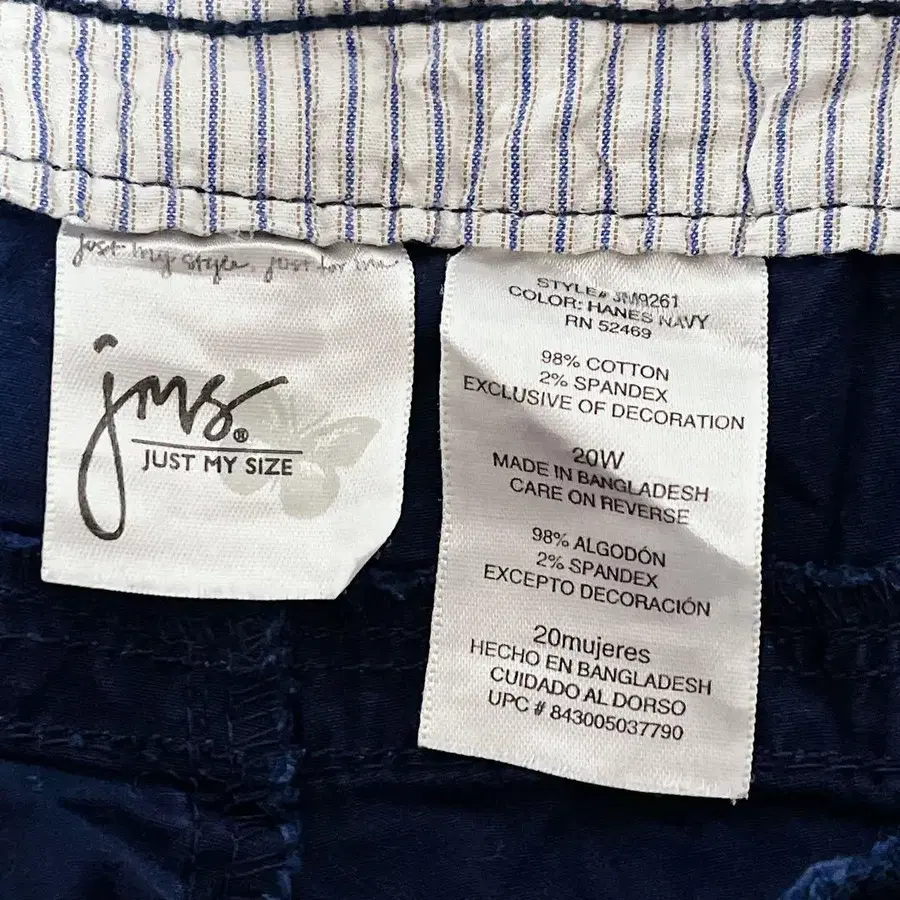 just my style. just for me.
jms®
JUST MY SIZE
STYLE# JM9261
COLOR: HANES NAVY
RN 52469
98% COTTON
2% SPANDEX
EXCLUSIVE OF DECORATION
20W
MADE IN BANGLADESH
CARE ON REVERSE
98% ALGODÓN
2% SPANDEX
EXCEPTO DECORACIÓN
20mujeres
HECHO EN BANGLADESH
CUIDADO AL DORSO
UPC # 843005037790